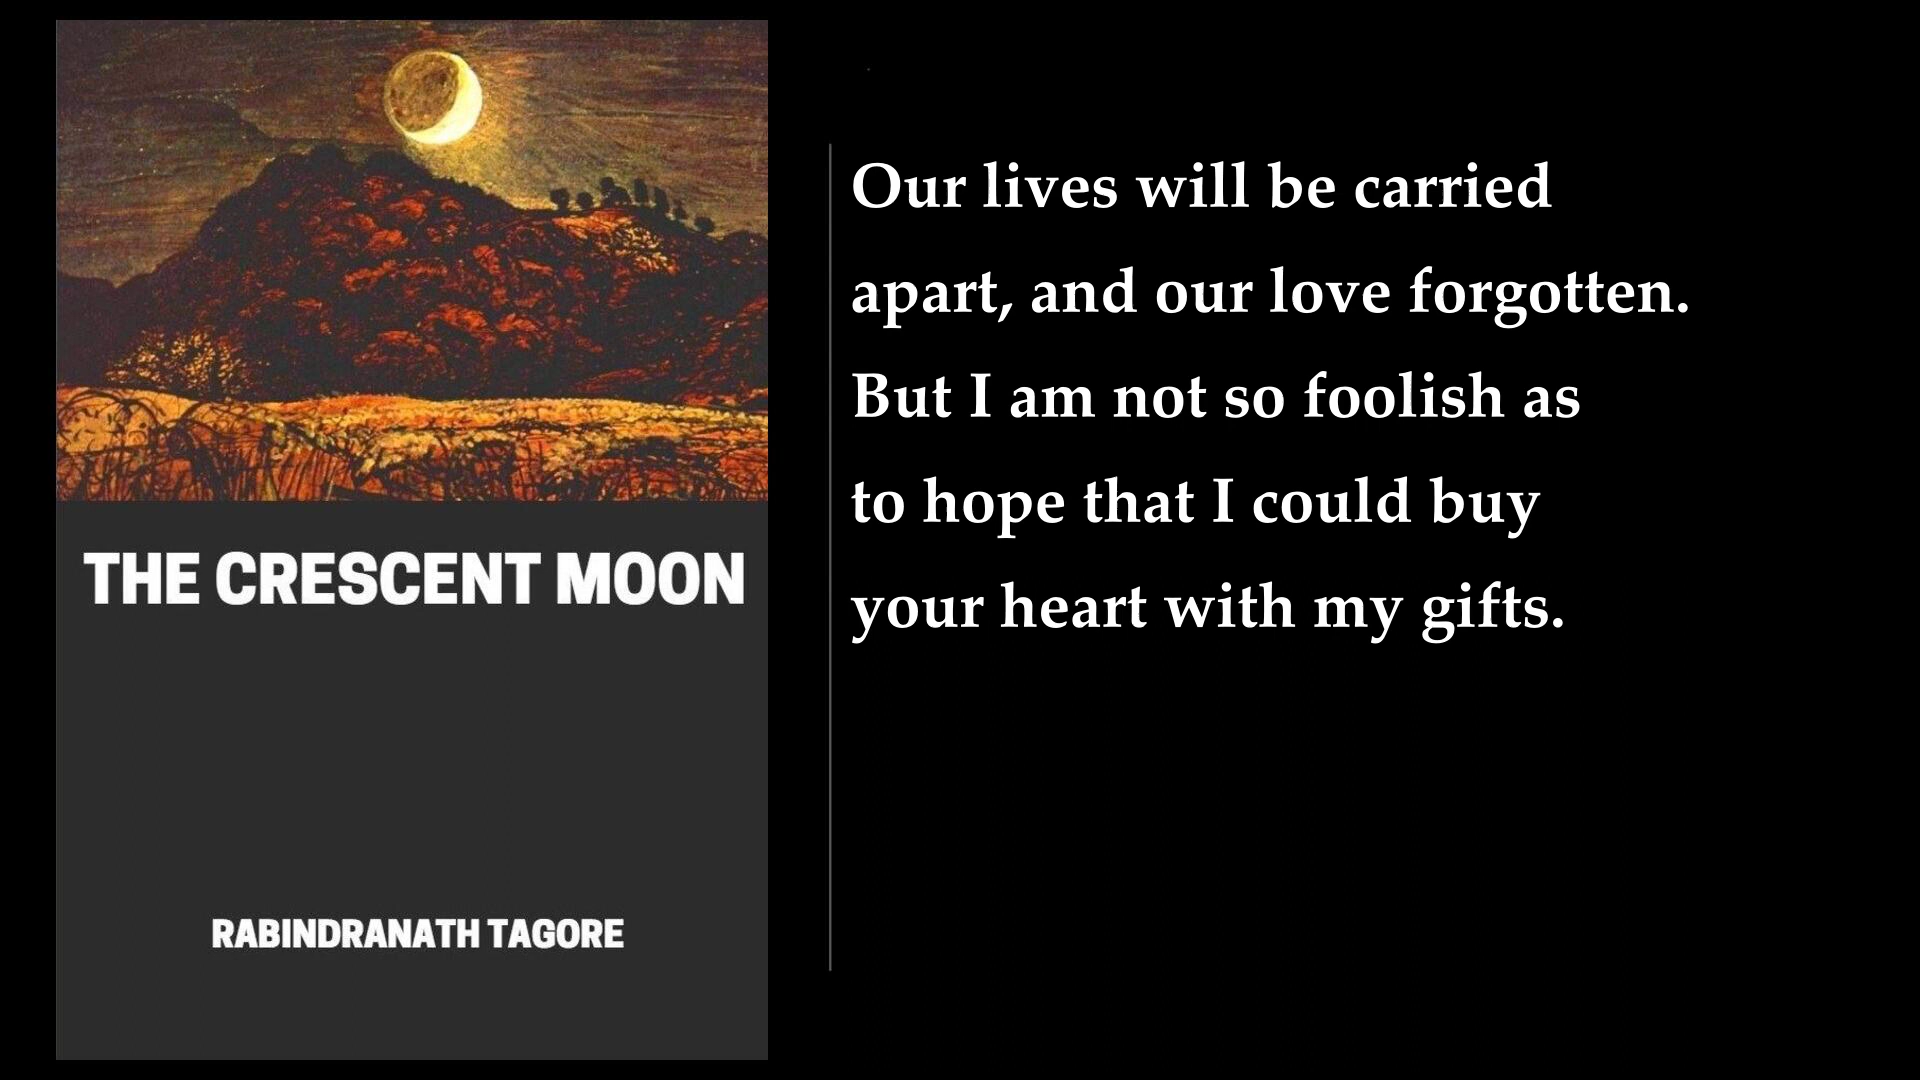 THE CRESCENT MOON
RABINDRANATH TAGORE
Our lives will be carried
apart, and our love forgotten.
But I am not so foolish as
to hope that I could buy
your heart with my gifts.